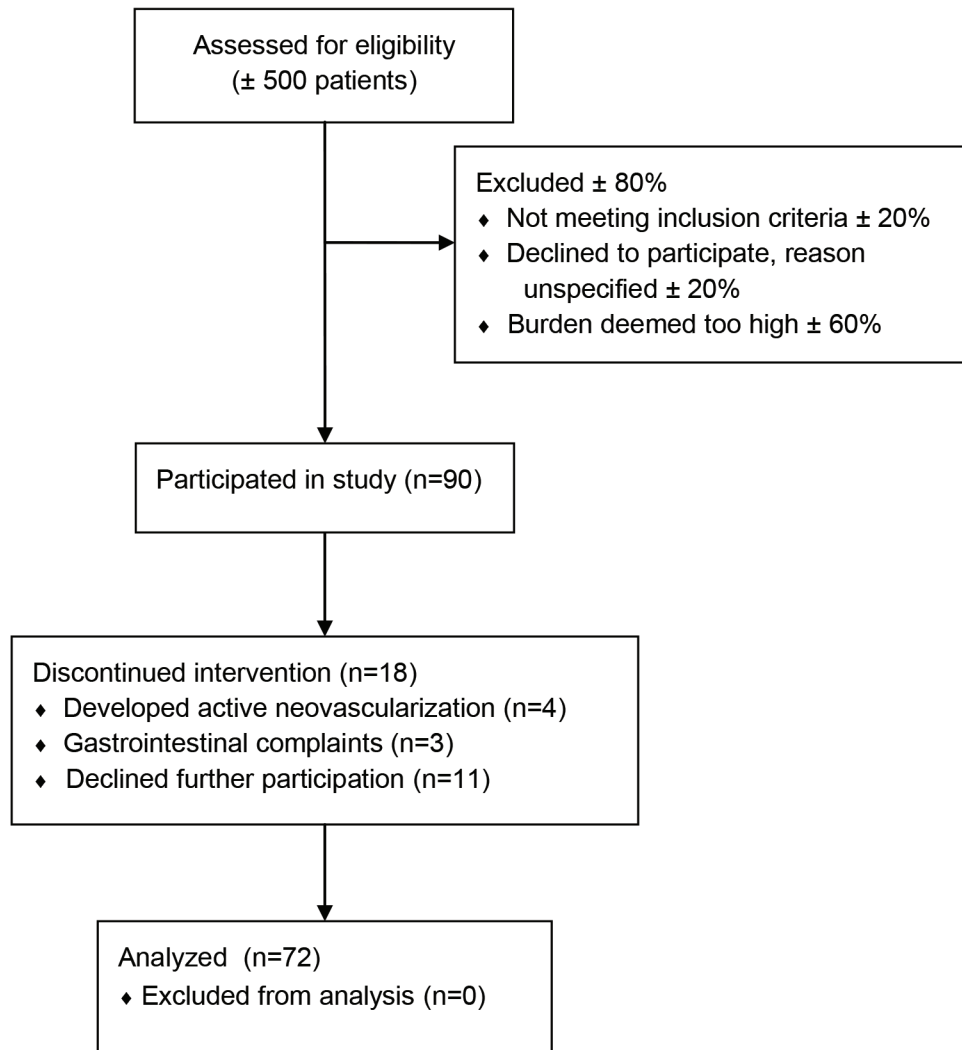 Assessed for eligibility
(± 500 patients)
Excluded ± 80%
♦ Not meeting inclusion criteria ± 20%
♦ Declined to participate, reason
unspecified ± 20%
♦ Burden deemed too high ± 60%
Participated in study (n=90)
Discontinued intervention (n=18)
♦ Developed active neovascularization (n=4)
♦ Gastrointestinal complaints (n=3)
♦ Declined further participation (n=11)
Analyzed (n=72)
♦ Excluded from analysis (n=0)